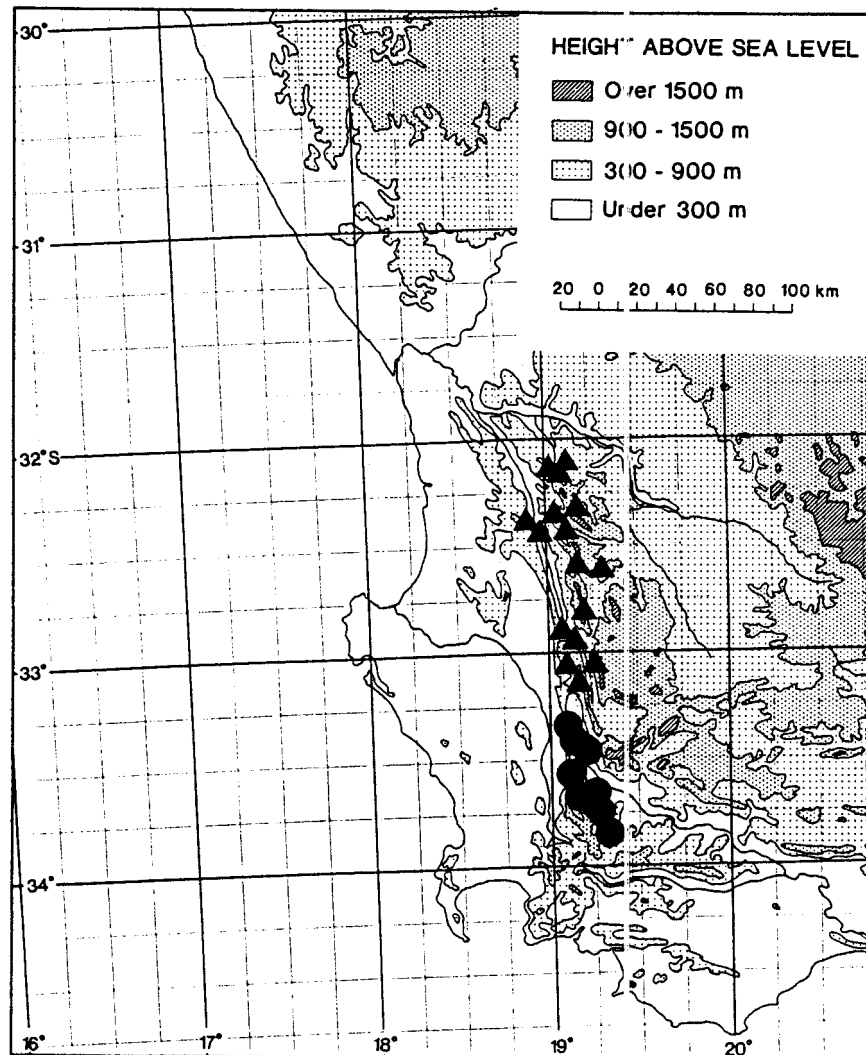 HEIGHT ABOVE SEA LEVEL
Over 1500 m
900 - 1500 m
300 - 900 m
Under 300 m
20 0 20 40 60 80 100 km
30°
31°
32°S
33°
34°
16° 17° 18° 19° 20°